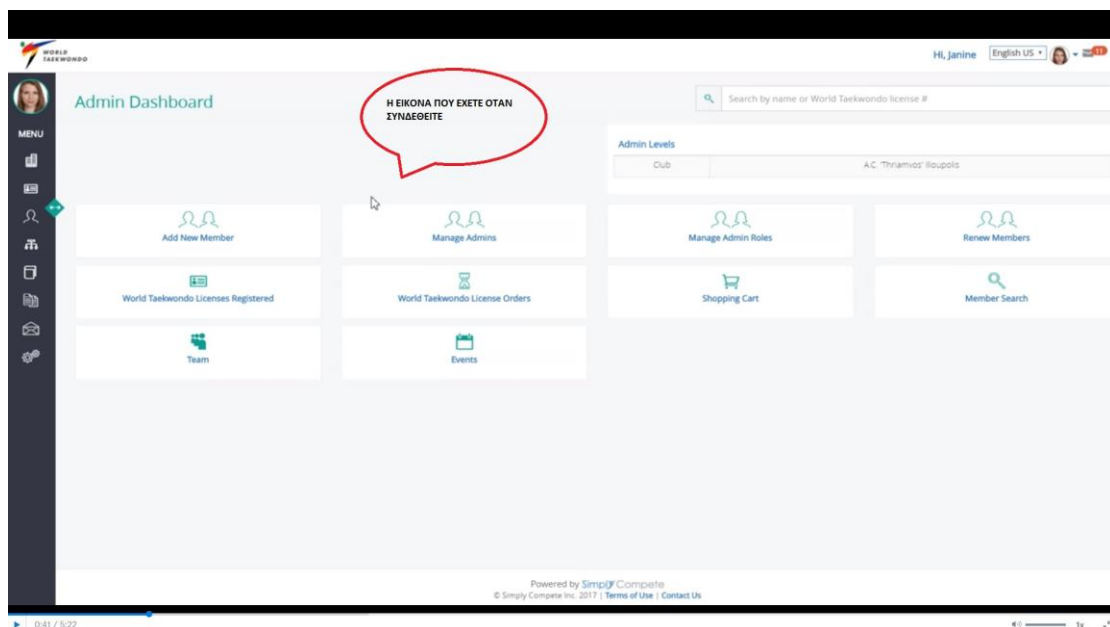 WORLD
TAEKWONDO
Hi, Janine
English US
11
Admin Dashboard
Η ΕΙΚΟΝΑ ΠΟΥ ΕΧΕΤΕ ΟΤΑΝ
ΣΥΝΔΕΘΕΙΤΕ
Search by name or World Taekwondo license #
MENU
Admin Levels
Club
A.C. 'Thriamvos' Ilioupolis
Add New Member
Manage Admins
Manage Admin Roles
Renew Members
World Taekwondo Licenses Registered
World Taekwondo License Orders
Shopping Cart
Member Search
Team
Events
Powered by SimplyCompete
© Simply Compete Inc. 2017 | Terms of Use | Contact Us
0:41 / 5:22
1x